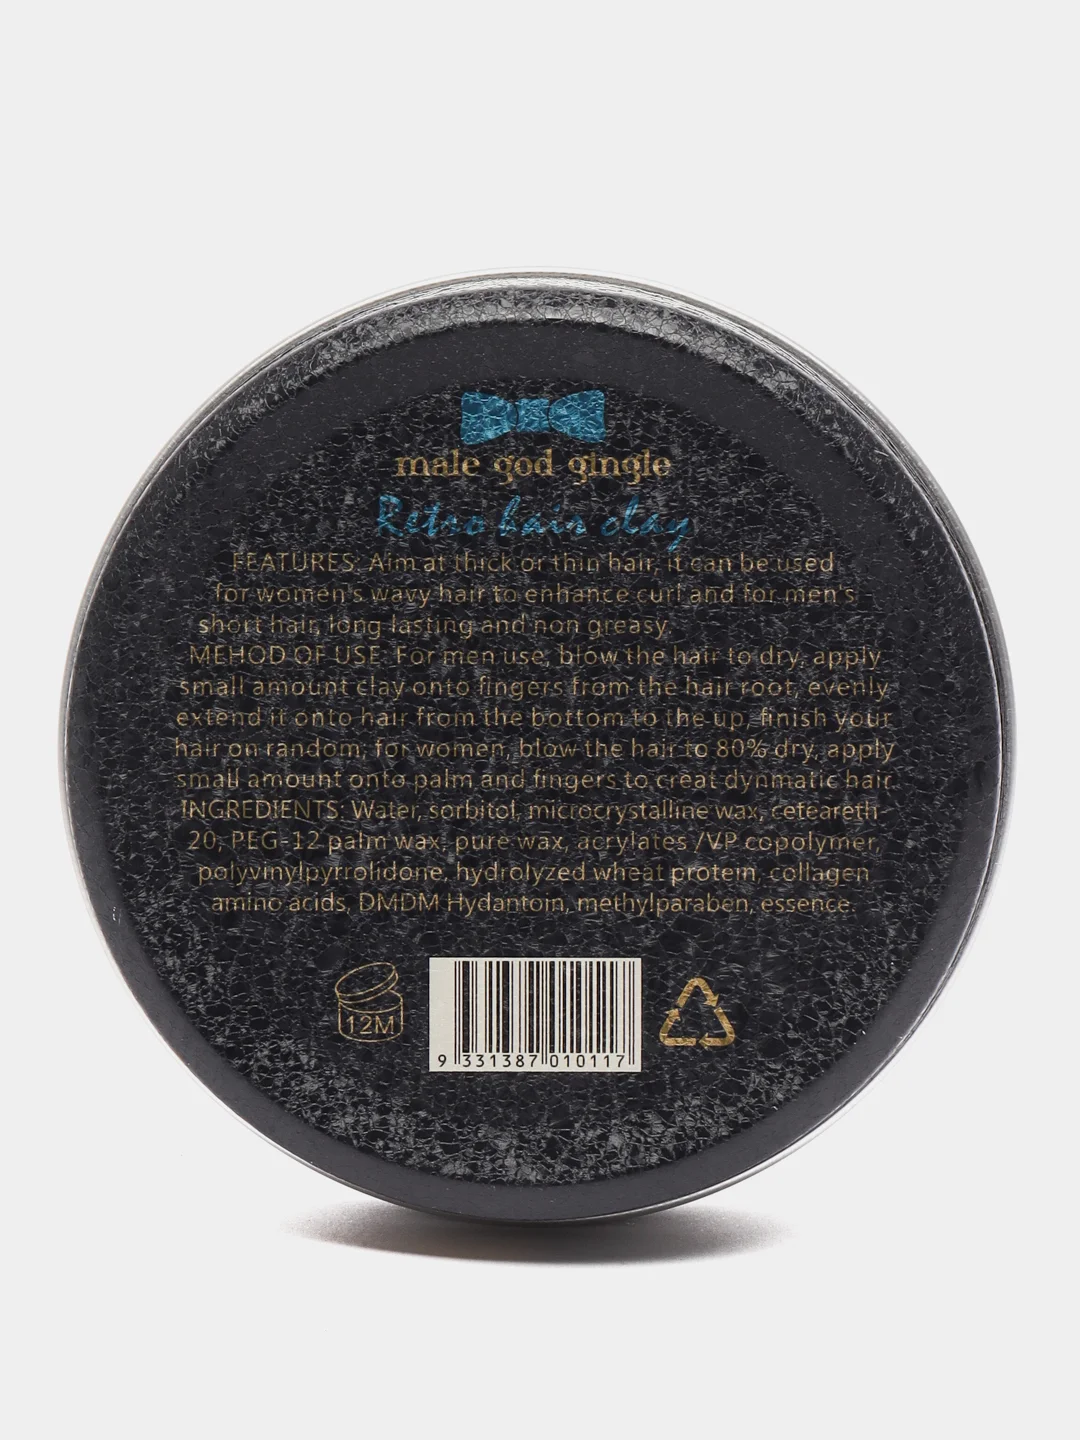 male god gingle
Retro hair clay
FEATURES: Aim at thick or thin hair, it can be used
for women's wavy hair to enhance curl and for men's
short hair, long lasting and non greasy
MEHOD OF USE: For men use, blow the hair to dry, apply
small amount clay onto fingers from the hair root, evenly
extend it onto hair from the bottom to the up, finish your
hair on random; for women, blow the hair to 80% dry, apply
small amount onto palm and fingers to creat dynmatic hair
INGREDIENTS: Water, sorbitol, microcrystalline wax, ceteareth-
20, PEG-12 palm wax, pure wax, acrylates /VP copolymer,
polyvinylpyrrolidone, hydrolyzed wheat protein, collagen
amino acids, DMDM Hydantoin, methylparaben, essence.
12M
9 331387 010117